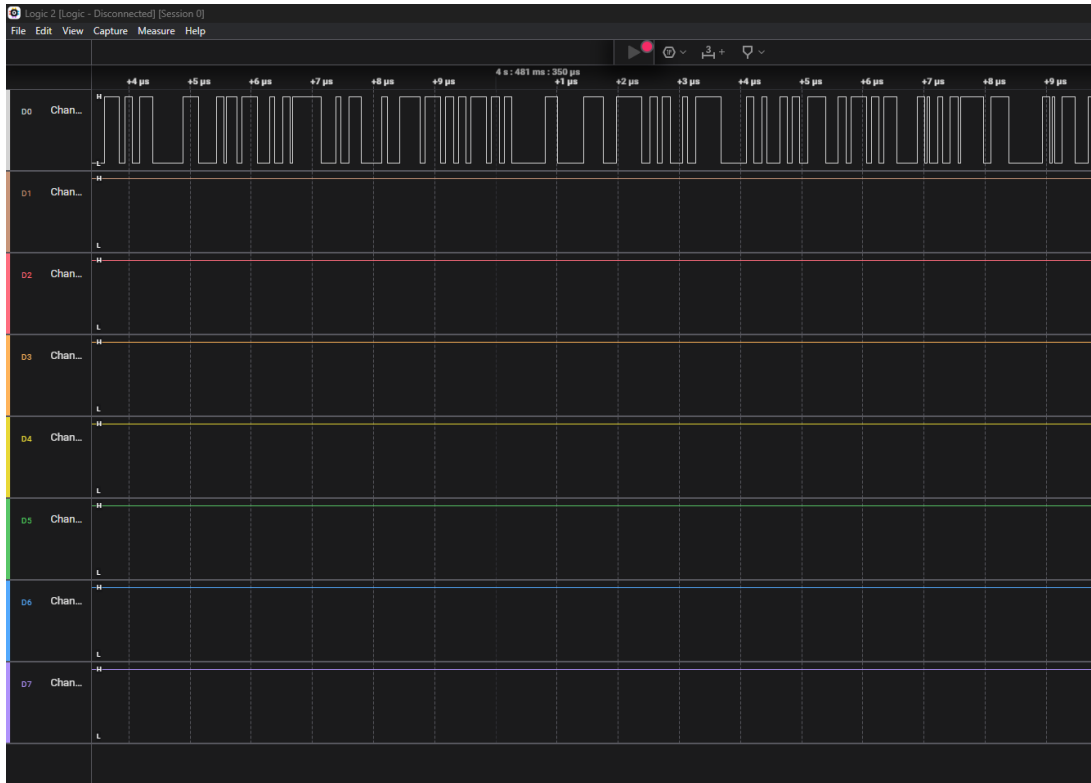 Logic 2 [Logic - Disconnected] [Session 0]
File Edit View Capture Measure Help
3 +
4 s : 481 ms : 350 µs
+4 µs +5 µs +6 µs +7 µs +8 µs +9 µs +1 µs +2 µs +3 µs +4 µs +5 µs +6 µs +7 µs +8 µs +9 µs
H
D0 Chan...
L
H
D1 Chan...
L
H
D2 Chan...
L
H
D3 Chan...
L
H
D4 Chan...
L
H
D5 Chan...
L
H
D6 Chan...
L
H
D7 Chan...
L